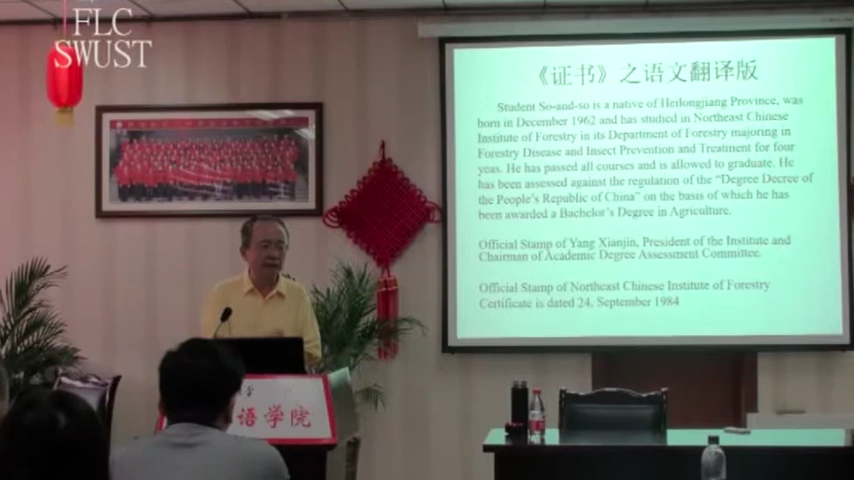 FLC
SWUST
《证书》之语文翻译版
Student So-and-so is a native of Heilongjiang Province, was
born in December 1962 and has studied in Northeast Chinese
Institute of Forestry in its Department of Forestry majoring in
Forestry Disease and Insect Prevention and Treatment for four
yeas. He has passed all courses and is allowed to graduate. He
has been assessed against the regulation of the “Degree Decree of
the People’s Republic of China” on the basis of which he has
been awarded a Bachelor’s Degree in Agriculture.
Official Stamp of Yang Xianjin, President of the Institute and
Chairman of Academic Degree Assessment Committee.
Official Stamp of Northeast Chinese Institute of Forestry
Certificate is dated 24, September 1984
语学院